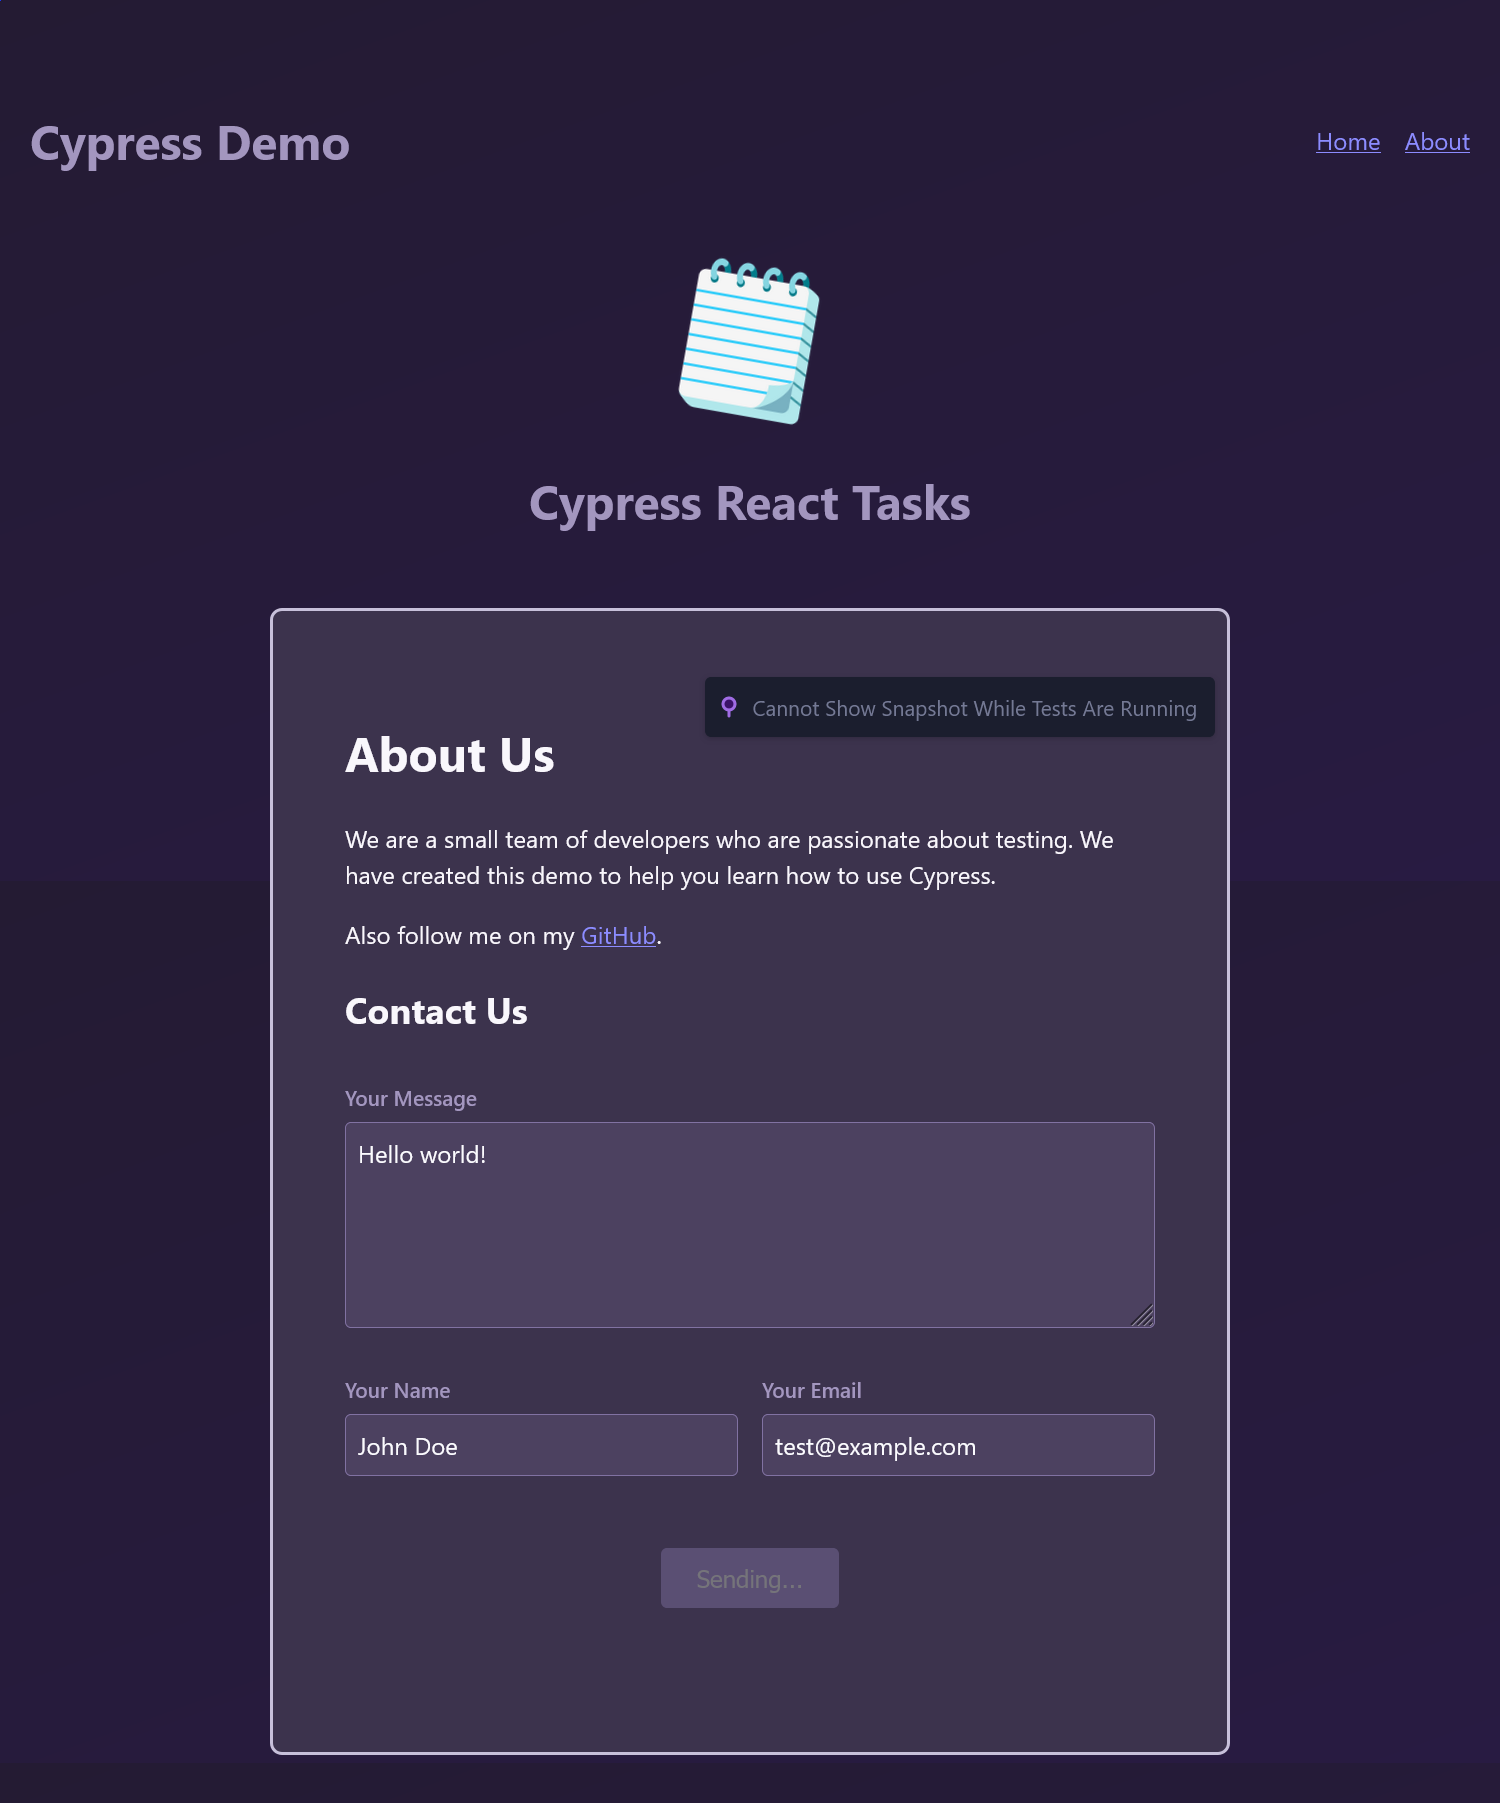 Cypress Demo
Home About
Cypress React Tasks
Cannot Show Snapshot While Tests Are Running
About Us
We are a small team of developers who are passionate about testing. We
have created this demo to help you learn how to use Cypress.
Also follow me on my GitHub.
Contact Us
Your Message
Hello world!
Your Name
Your Email
John Doe
test@example.com
Sending...